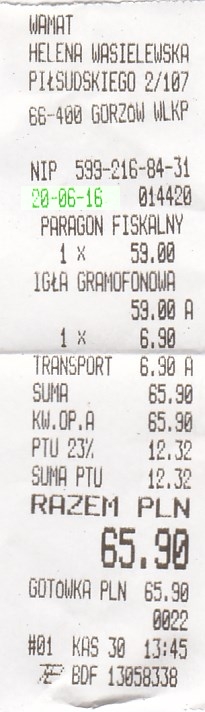 WAMAT
HELENA WASIELEWSKA
PIŁSUDSKIEGO 2/107
66-400 GORZÓW WLKP
NIP 599-216-84-31
20-06-16 014420
PARAGON FISKALNY
1 x 59.00
IGŁA GRAMOFONOWA
59.00 A
1 x 6.90
TRANSPORT 6.90 A
SUMA 65.90
KW.OP.A 65.90
PTU 23% 12.32
SUMA PTU 12.32
RAZEM PLN
65.90
GOTÓWKA PLN 65.90
0022
#01 KAS 30 13:45
BDF 13058338